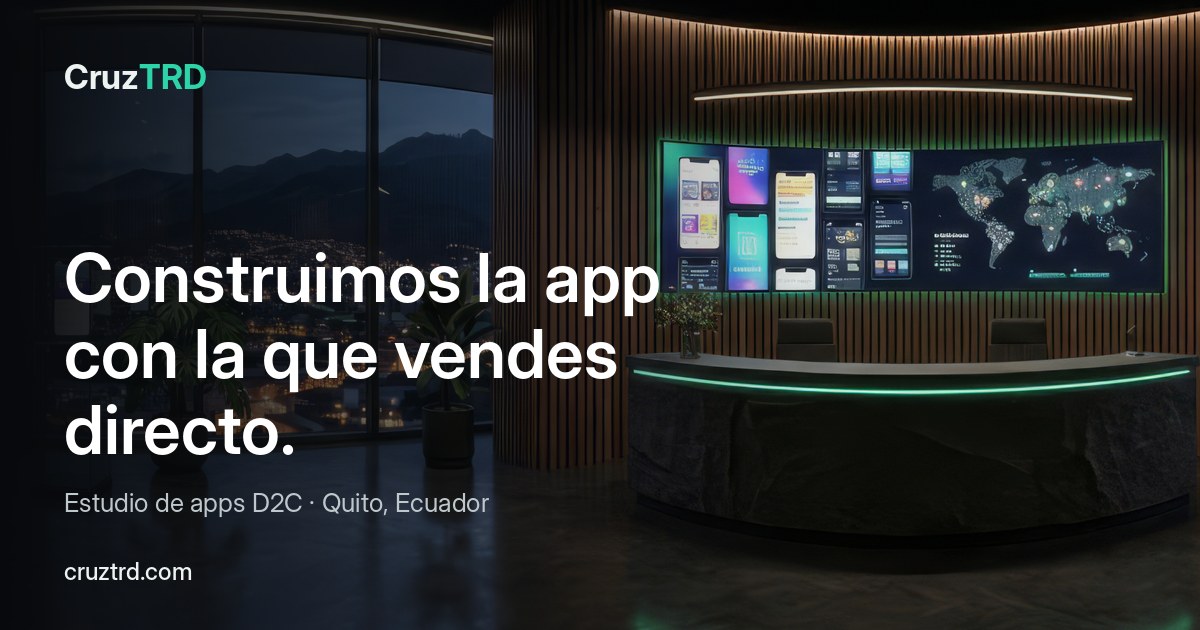 CruzTRD
Construimos la app
con la que vendes
directo.
Estudio de apps D2C · Quito, Ecuador
cruztrd.com